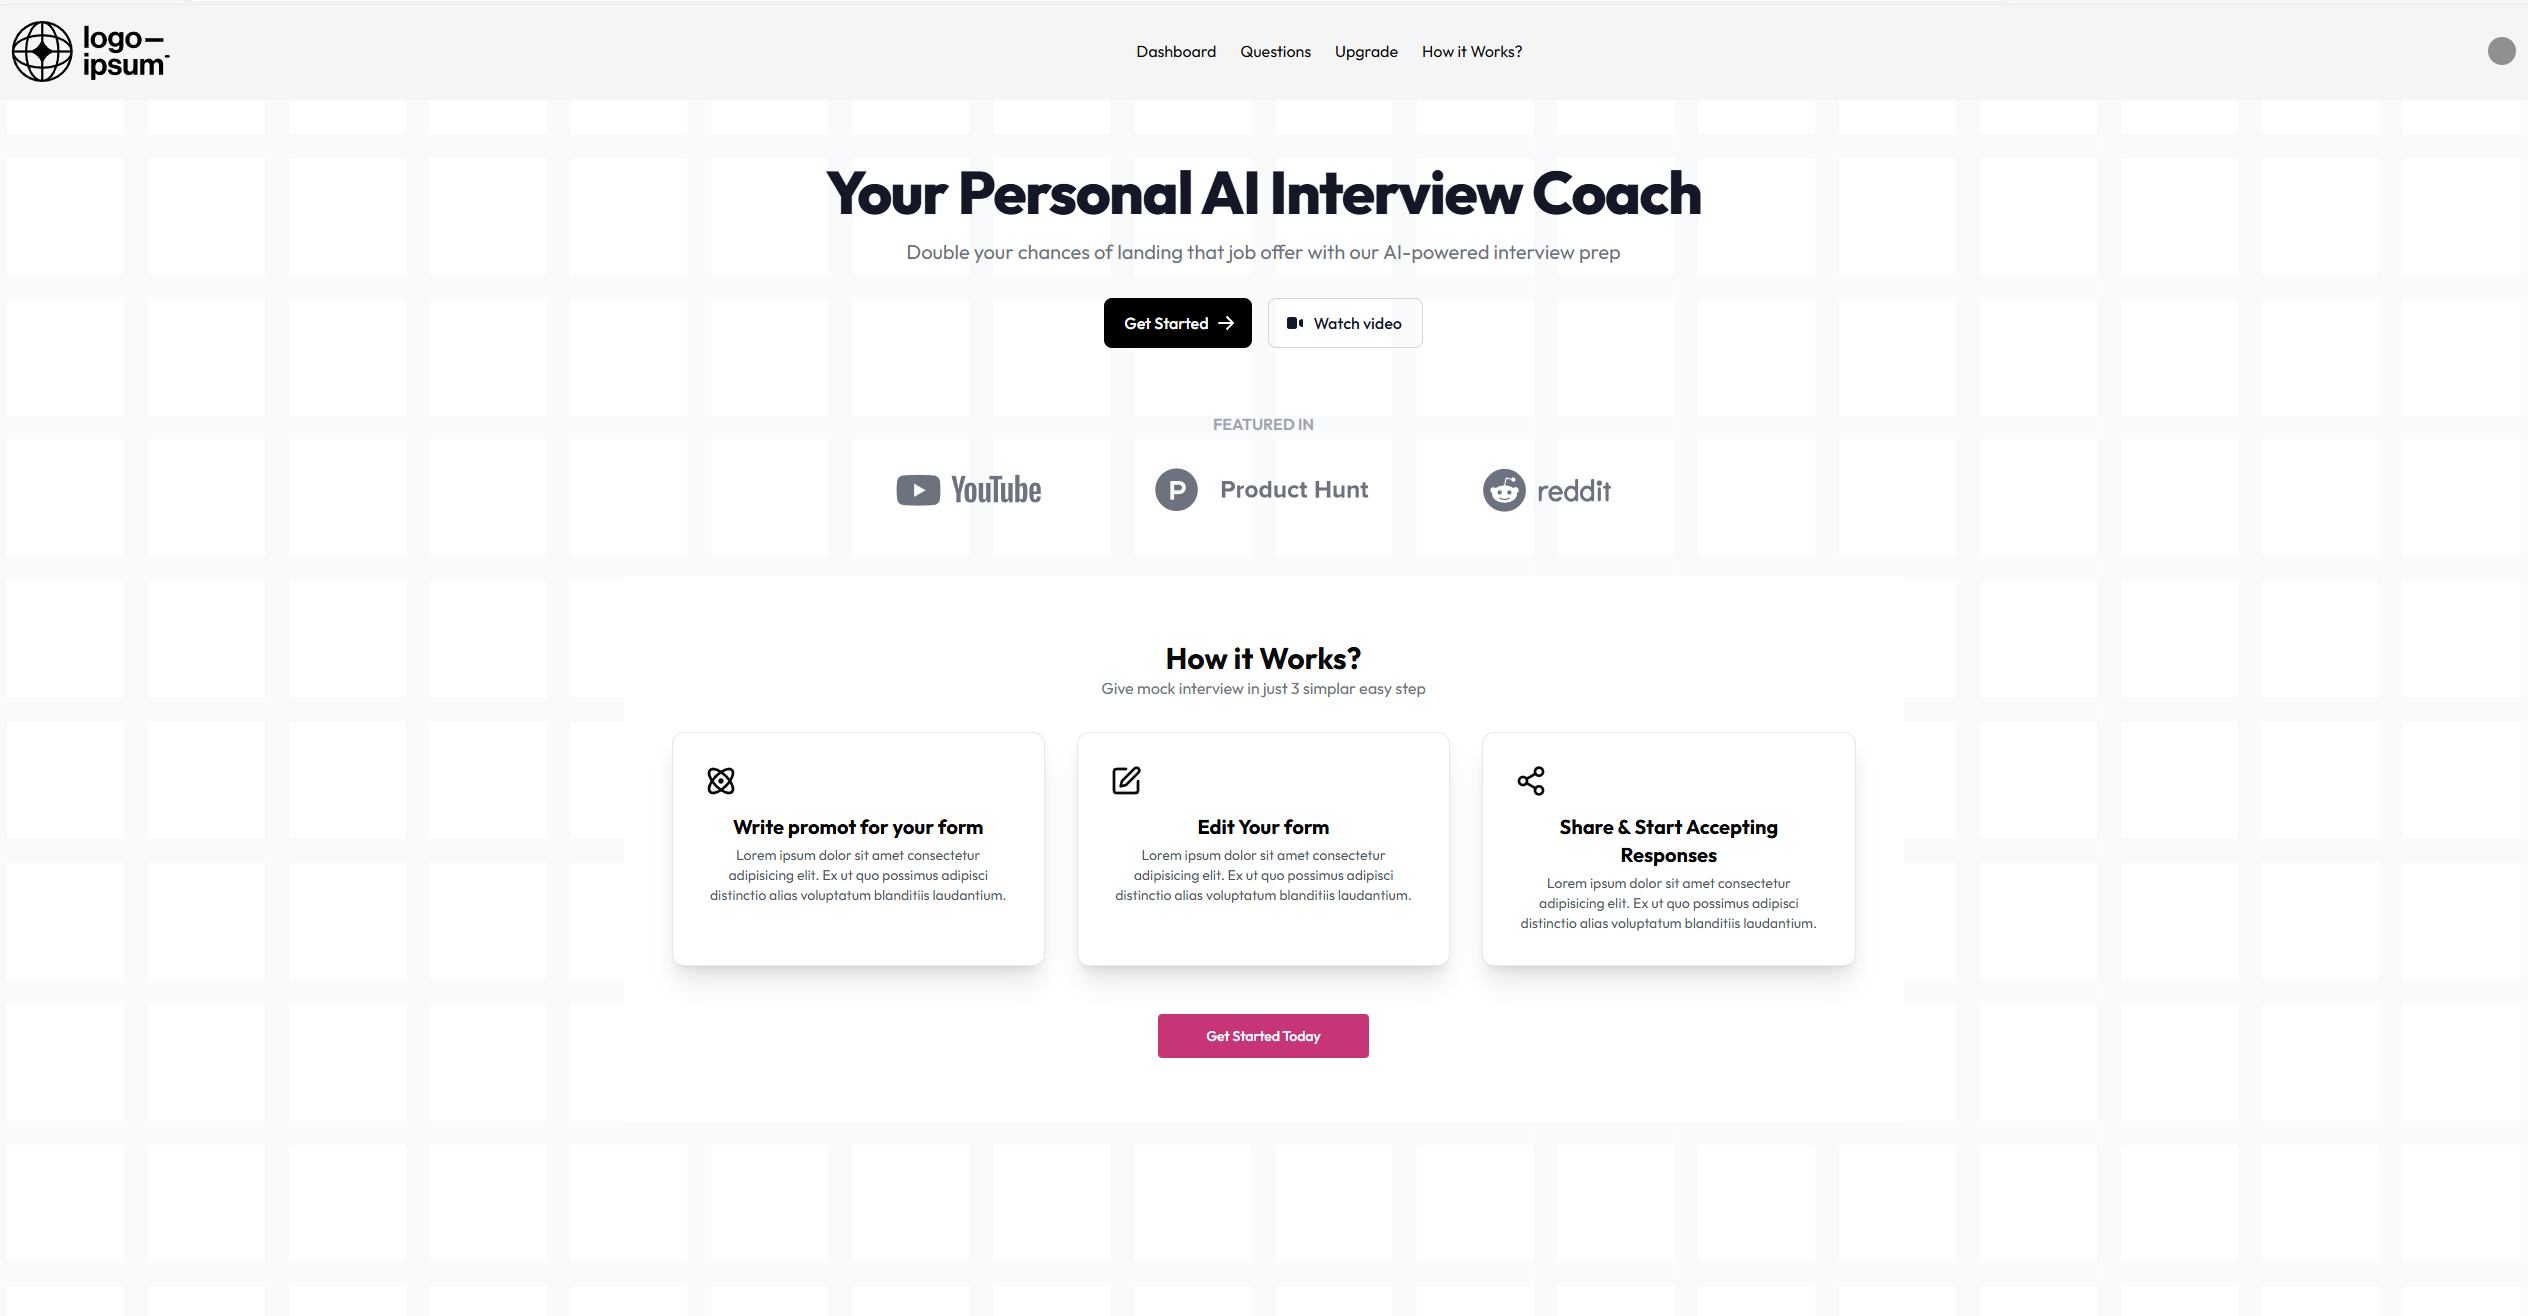 logo—
ipsum
Dashboard Questions Upgrade How it Works?
Your Personal AI Interview Coach
Double your chances of landing that job offer with our AI-powered interview prep
Get Started → Watch video
FEATURED IN
YouTube Product Hunt reddit
How it Works?
Give mock interview in just 3 simplar easy step
Write promot for your form
Lorem ipsum dolor sit amet consectetur
adipisicing elit. Ex ut quo possimus adipisci
distinctio alias voluptatum blanditiis laudantium.
Edit Your form
Lorem ipsum dolor sit amet consectetur
adipisicing elit. Ex ut quo possimus adipisci
distinctio alias voluptatum blanditiis laudantium.
Share & Start Accepting
Responses
Lorem ipsum dolor sit amet consectetur
adipisicing elit. Ex ut quo possimus adipisci
distinctio alias voluptatum blanditiis laudantium.
Get Started Today